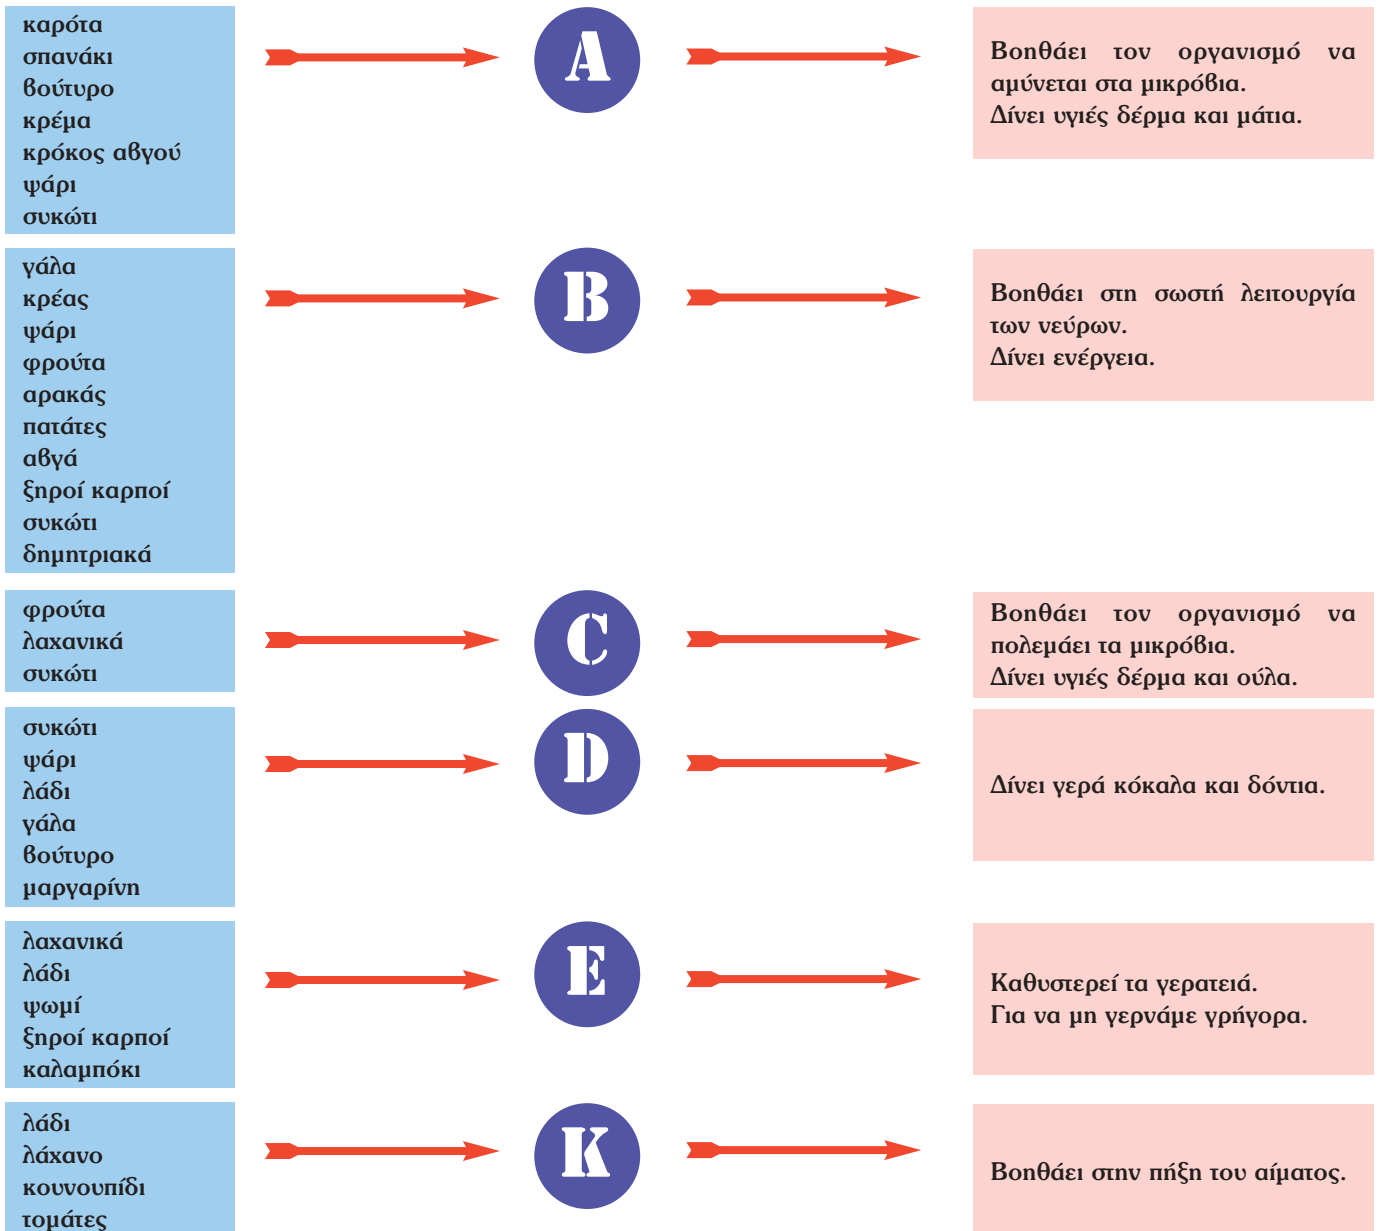 καρότα
σπανάκι
βούτυρο
κρέμα
κρόκος αβγού
ψάρι
συκώτι
A
Βοηθάει τον οργανισμό να
αμύνεται στα μικρόβια.
Δίνει υγιές δέρμα και μάτια.
γάλα
κρέας
ψάρι
φρούτα
αρακάς
πατάτες
αβγά
ξηροί καρποί
συκώτι
δημητριακά
B
Βοηθάει στη σωστή λειτουργία
των νεύρων.
Δίνει ενέργεια.
φρούτα
λαχανικά
συκώτι
C
Βοηθάει τον οργανισμό να
πολεμάει τα μικρόβια.
Δίνει υγιές δέρμα και ούλα.
συκώτι
ψάρι
λάδι
γάλα
βούτυρο
μαργαρίνη
D
Δίνει γερά κόκαλα και δόντια.
λαχανικά
λάδι
ψωμί
ξηροί καρποί
καλαμπόκι
E
Καθυστερεί τα γερατειά.
Για να μη γερνάμε γρήγορα.
λάδι
λάχανο
κουνουπίδι
τομάτες
K
Βοηθάει στην πήξη του αίματος.